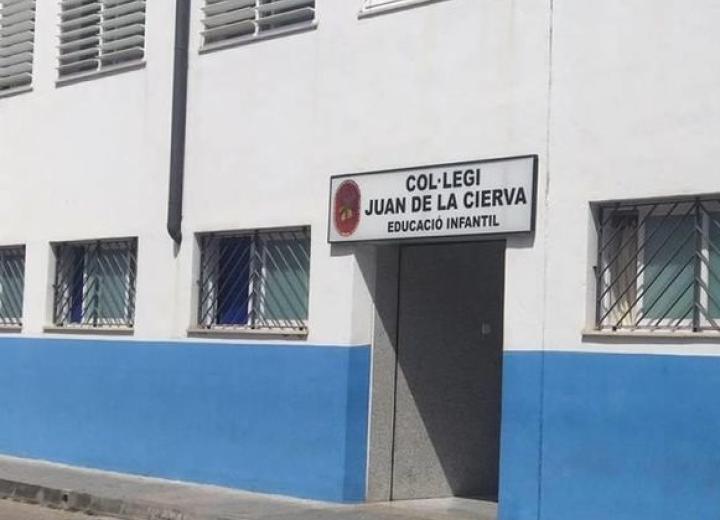 COL·LEGI
JUAN DE LA CIERVA
EDUCACIÓ INFANTIL